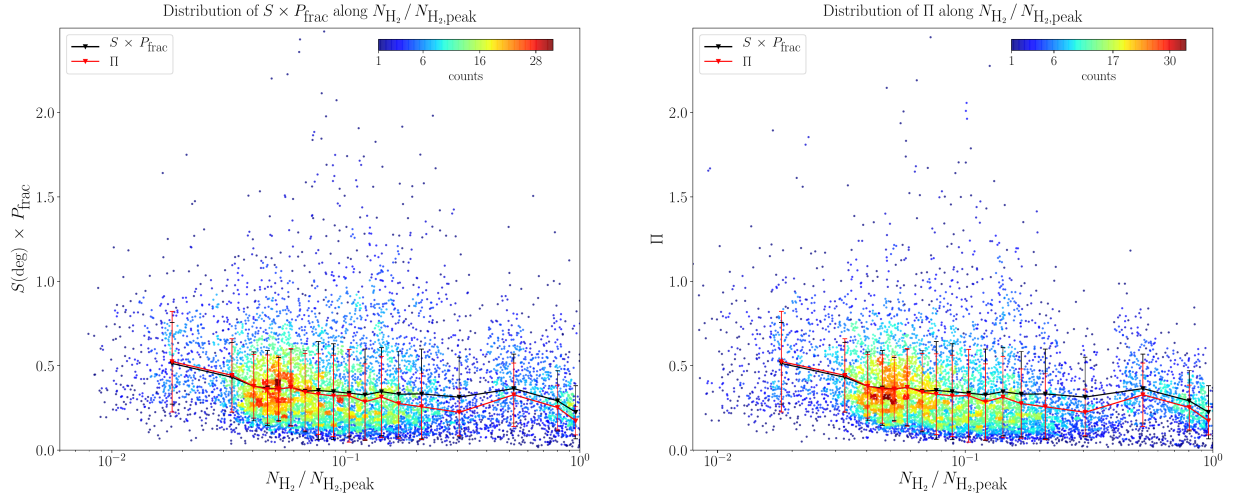 Distribution of S × P_frac along N_H₂ / N_H₂,peak
S × P_frac
Π
1 6 16 28
counts
2.0
1.5
1.0
0.5
0.0
S(deg) × P_frac
10⁻² 10⁻¹ 10⁰
N_H₂ / N_H₂,peak
Distribution of Π along N_H₂ / N_H₂,peak
S × P_frac
Π
1 6 17 30
counts
2.0
1.5
1.0
0.5
0.0
Π
10⁻² 10⁻¹ 10⁰
N_H₂ / N_H₂,peak